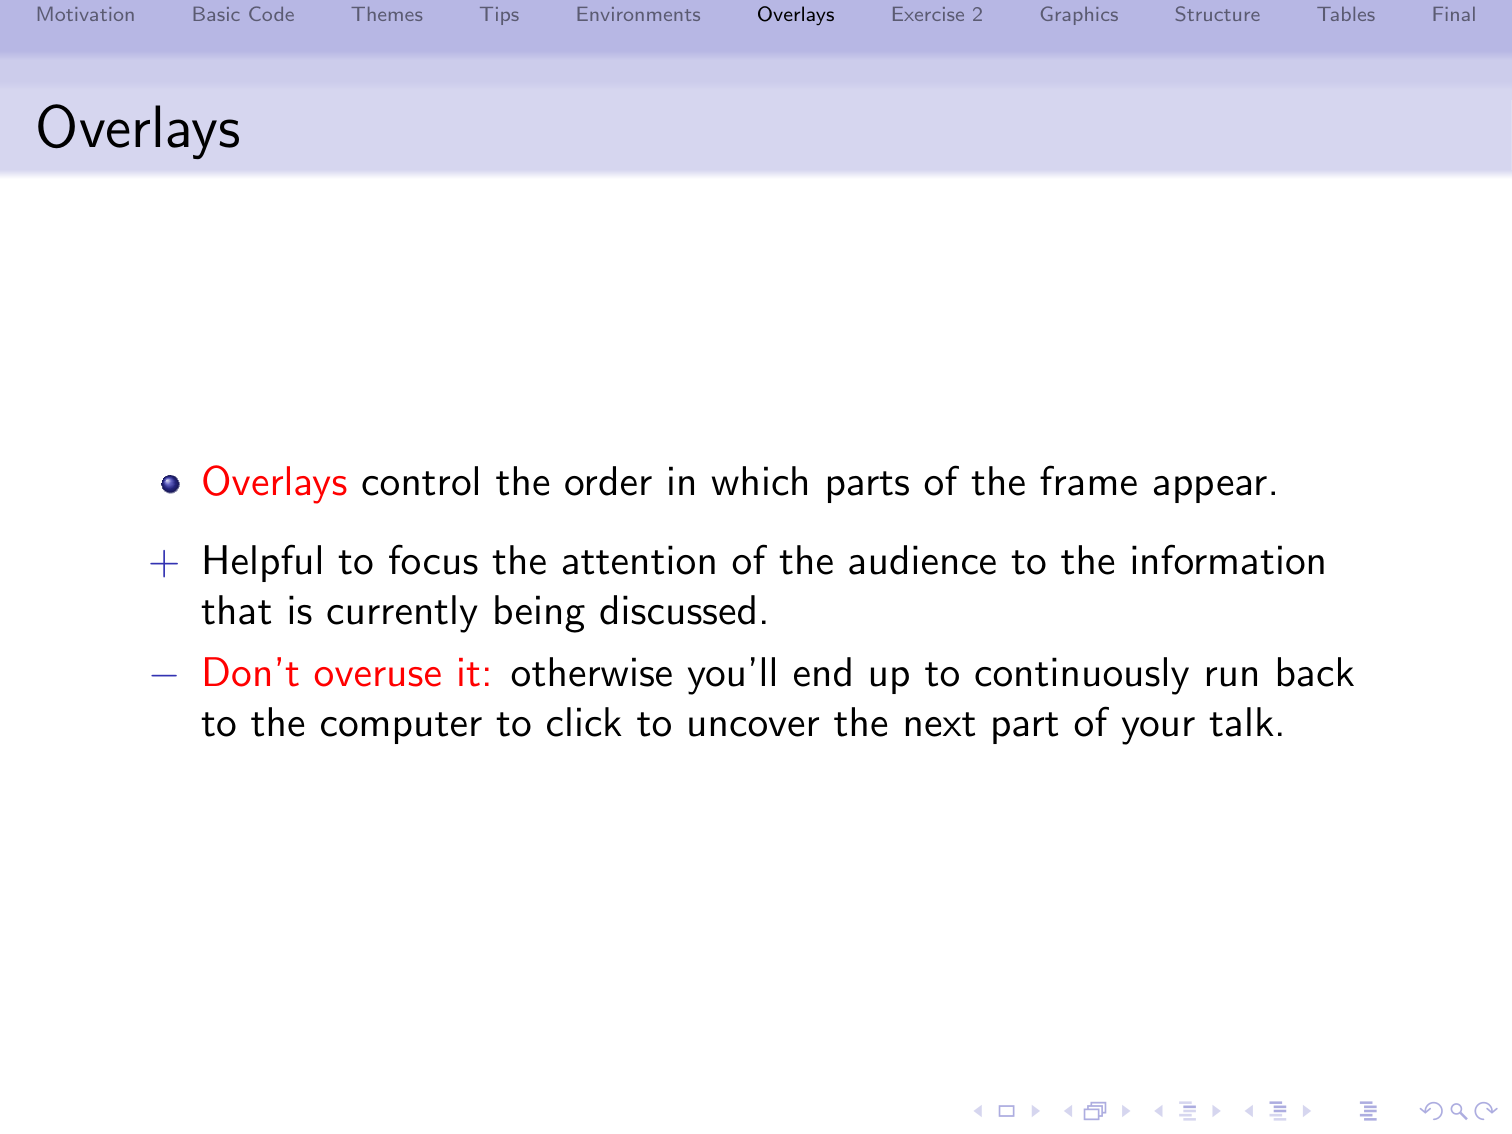 Motivation Basic Code Themes Tips Environments Overlays Exercise 2 Graphics Structure Tables Final
Overlays
Overlays control the order in which parts of the frame appear.
+ Helpful to focus the attention of the audience to the information
that is currently being discussed.
− Don't overuse it: otherwise you'll end up to continuously run back
to the computer to click to uncover the next part of your talk.